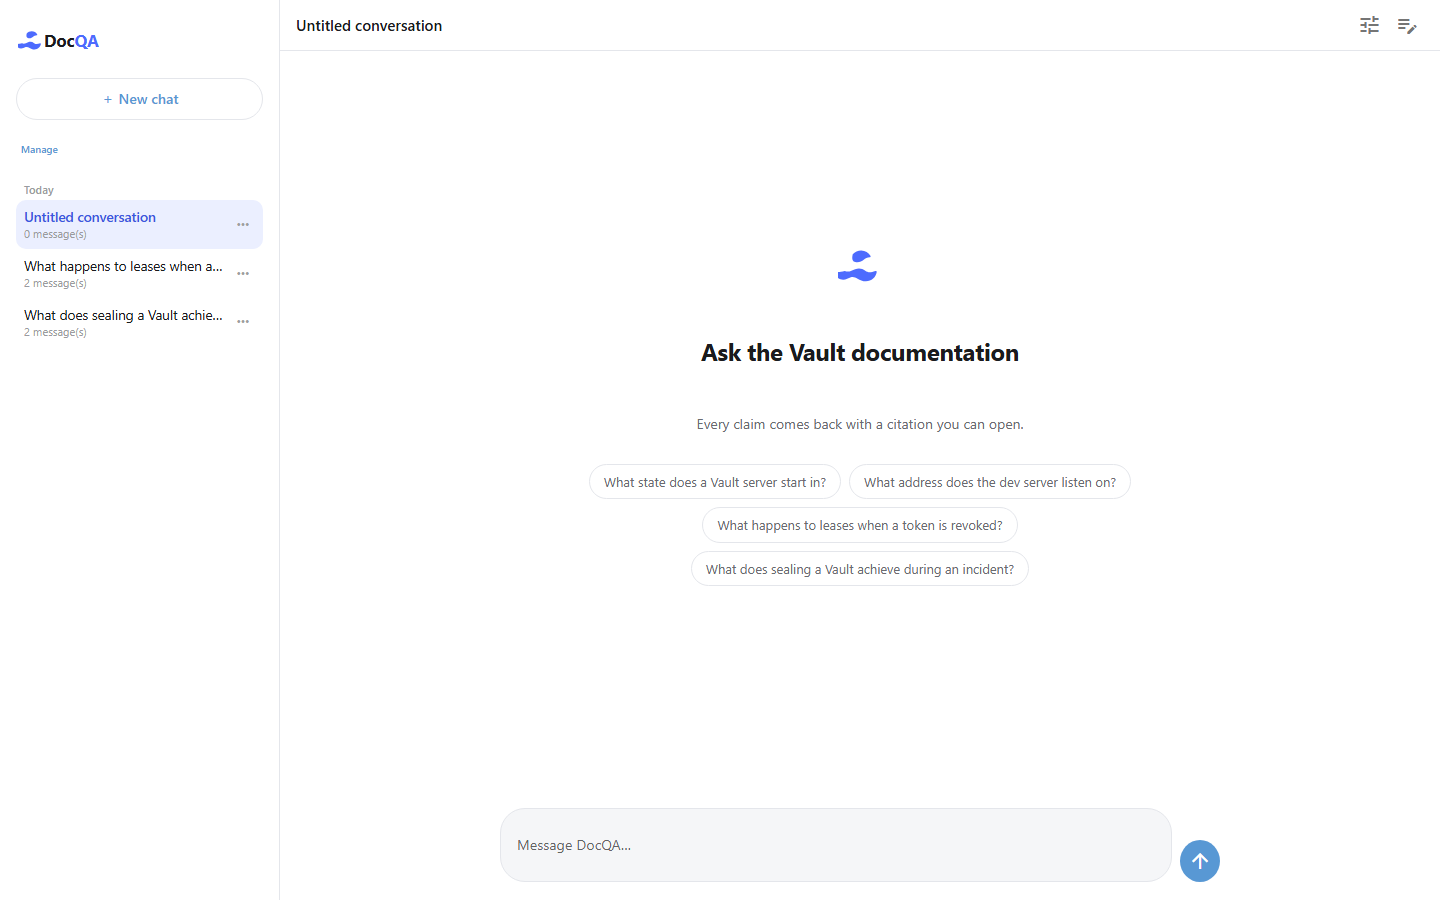 DocQA
+ New chat
Manage
Today
Untitled conversation
0 message(s)
What happens to leases when a...
2 message(s)
What does sealing a Vault achie...
2 message(s)
Untitled conversation
Ask the Vault documentation
Every claim comes back with a citation you can open.
What state does a Vault server start in?
What address does the dev server listen on?
What happens to leases when a token is revoked?
What does sealing a Vault achieve during an incident?
Message DocQA...